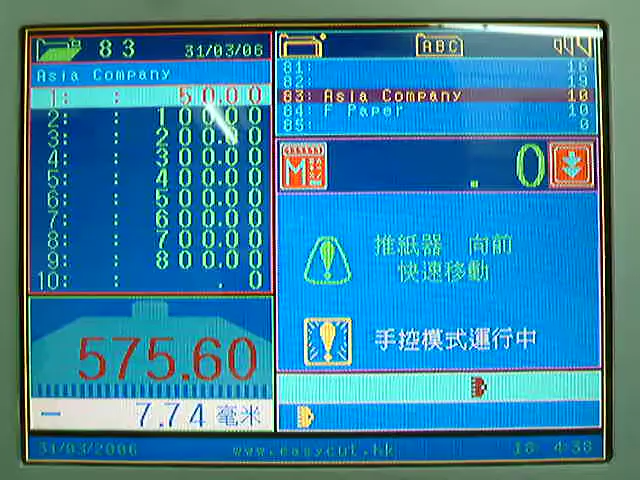 83 31/03/06
Asia Company
1: : 50.00
2: : 100.00
3: : 200.00
4: : 300.00
5: : 400.00
6: : 500.00
7: : 600.00
8: : 700.00
9: : 800.00
10: : . 0
575.60
− 7.74 毫米
ABC
81: 16
82: 19
83: Asia Company 10
84: F Paper 10
85: 0
M . 0
推紙器 向前
快速移動
手控模式運行中
31/03/2006 www.easycut.hk 18: 4:38